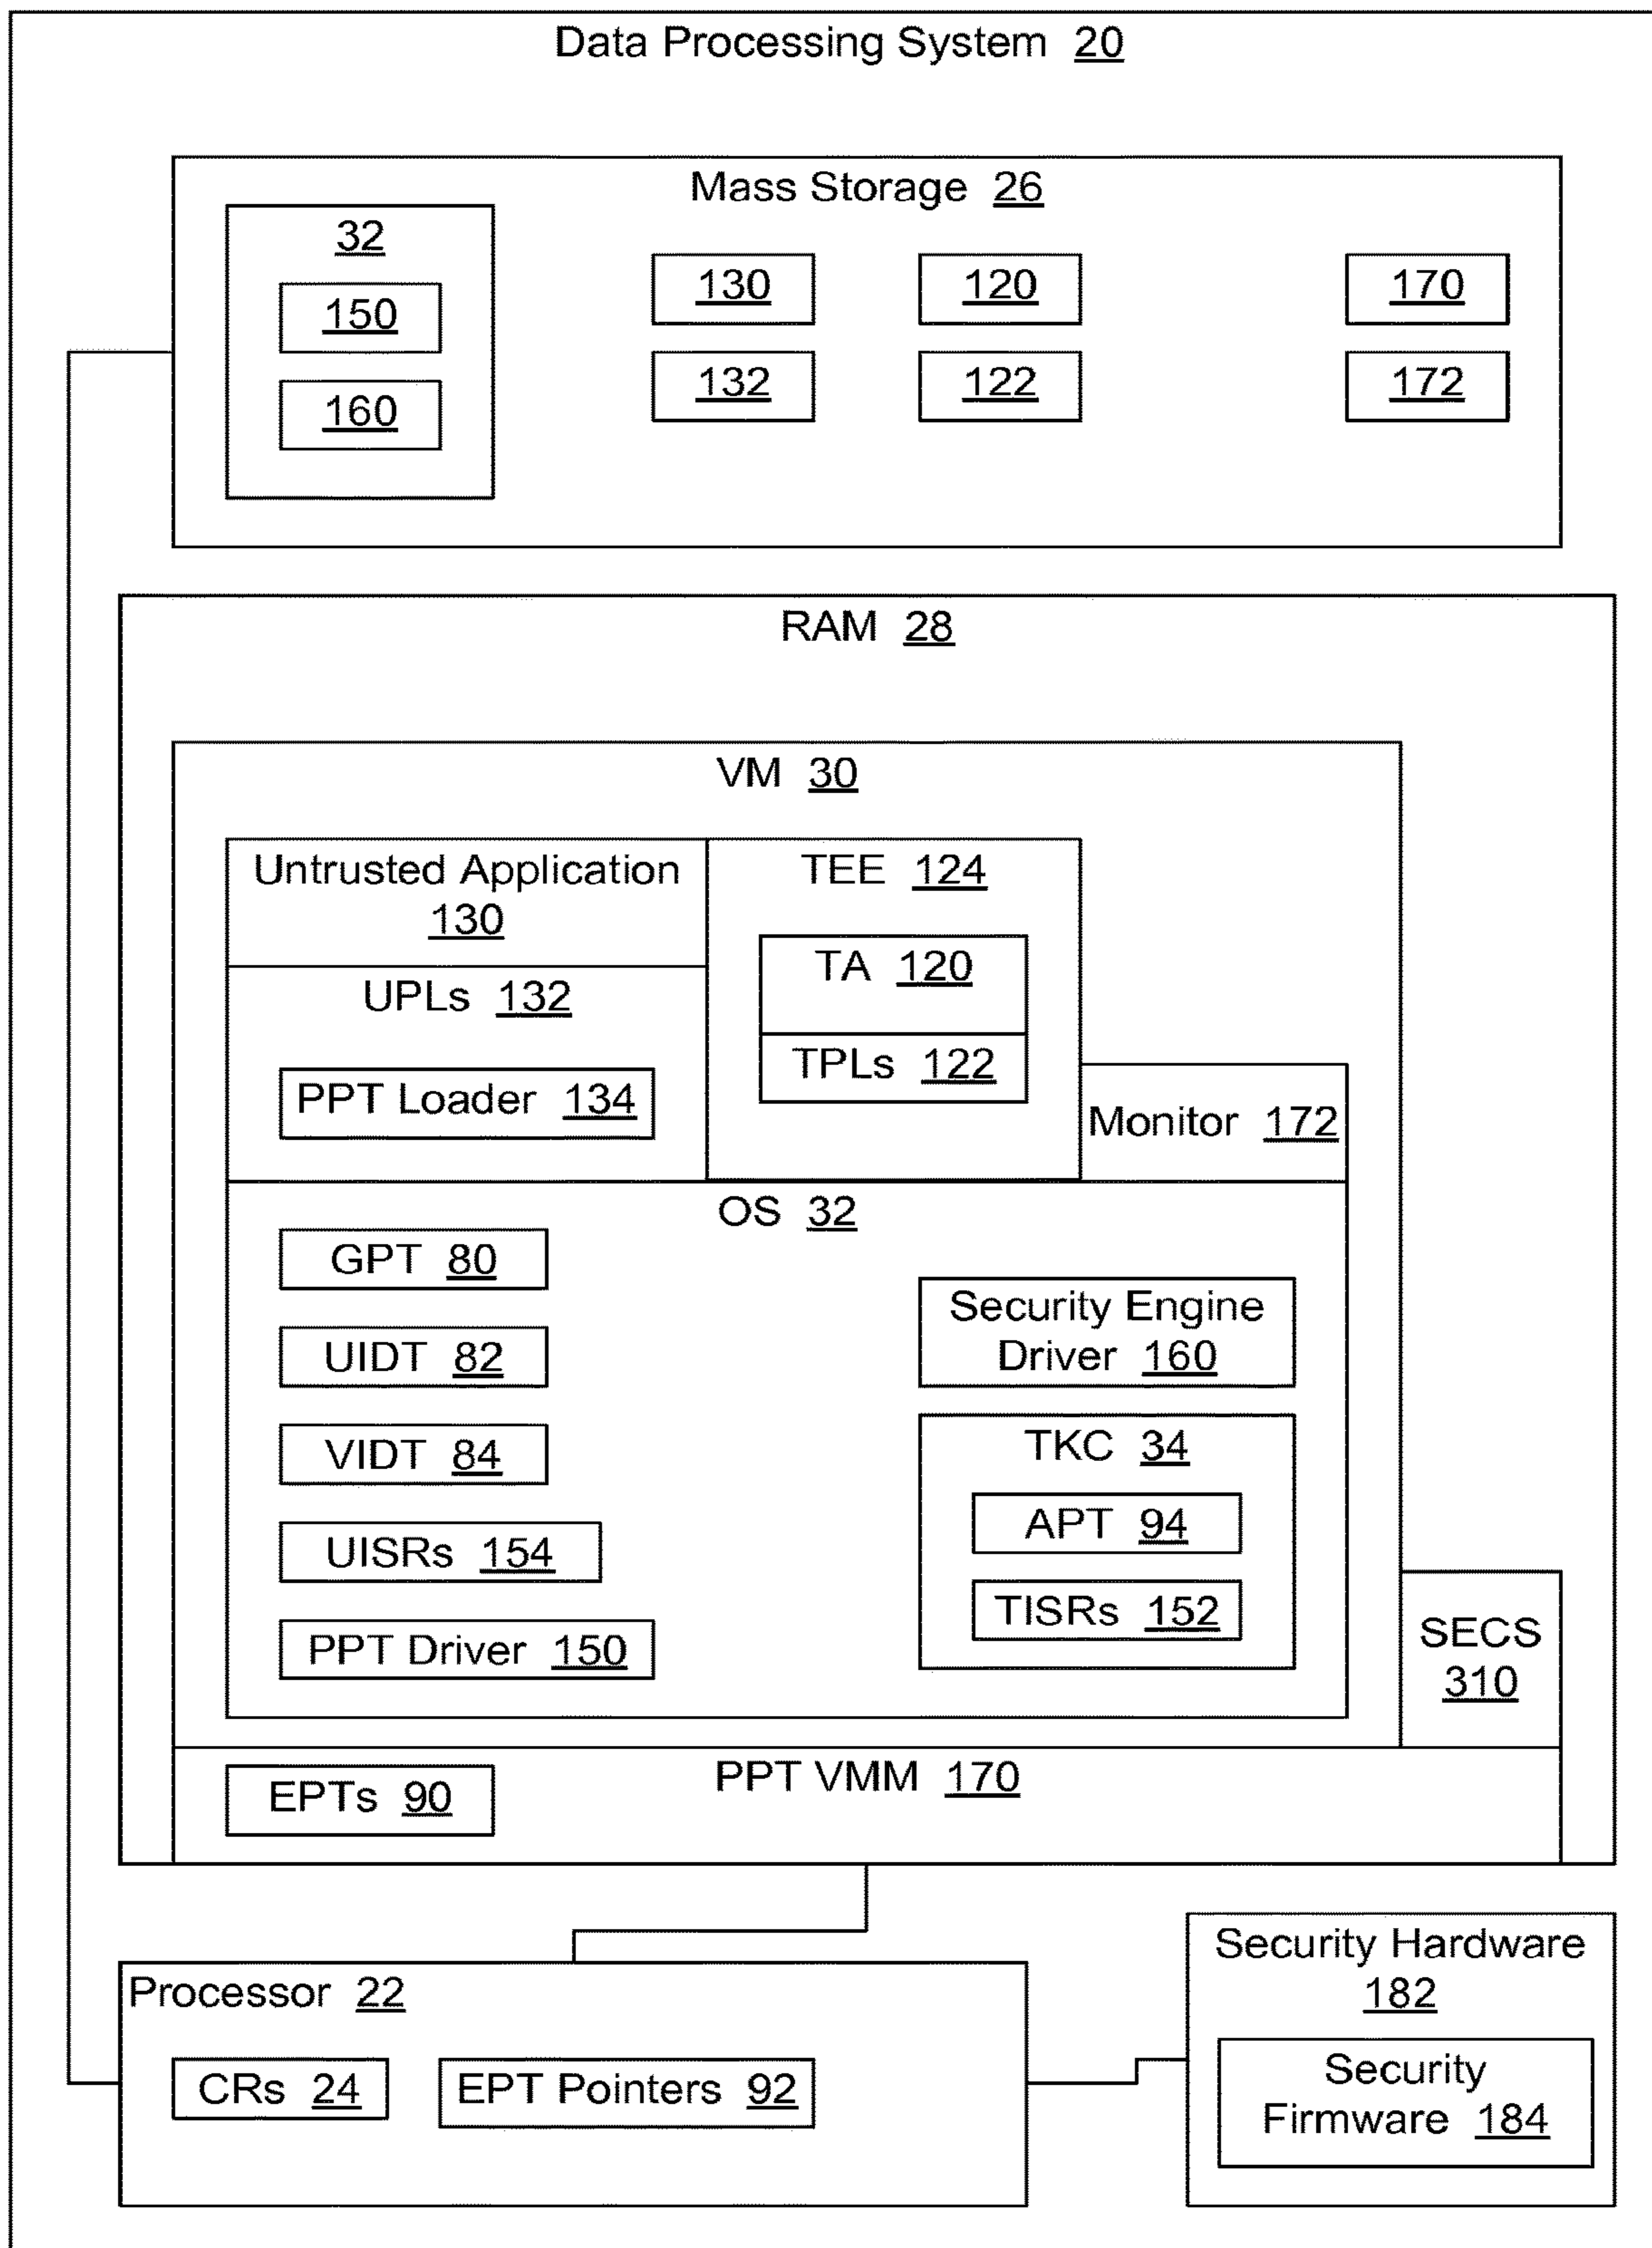 Data Processing System 20
Mass Storage 26
32
150
160
130
120
170
132
122
172
RAM 28
VM 30
Untrusted Application
130
TEE 124
TA 120
TPLs 122
UPLs 132
PPT Loader 134
Monitor 172
OS 32
GPT 80
UIDT 82
VIDT 84
UISRs 154
PPT Driver 150
Security Engine
Driver 160
TKC 34
APT 94
TISRs 152
SECS
310
PPT VMM 170
EPTs 90
Processor 22
CRs 24
EPT Pointers 92
Security Hardware
182
Security
Firmware 184